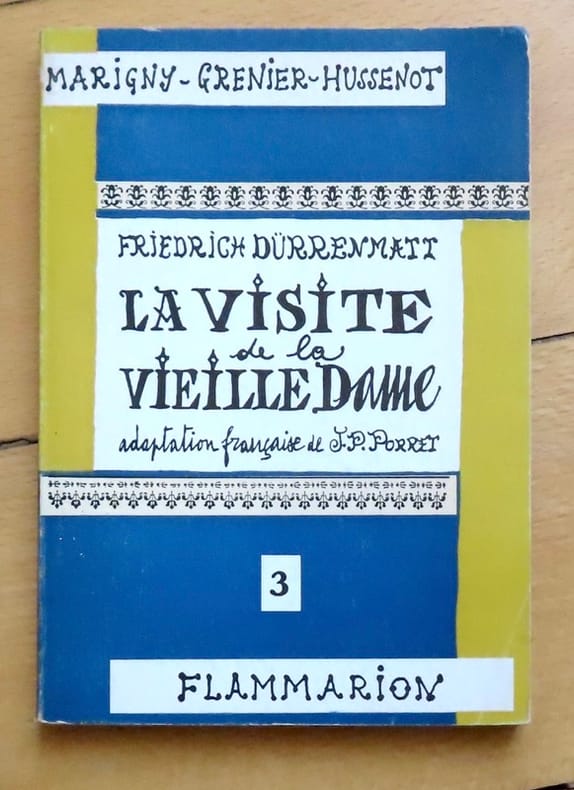 MARIGNY - GRENIER - HUSSENOT
FRIEDRICH DÜRRENMATT
LA VISITE
de la
VIEILLE DAME
adaptation française de J.P. PORRET
3
FLAMMARION